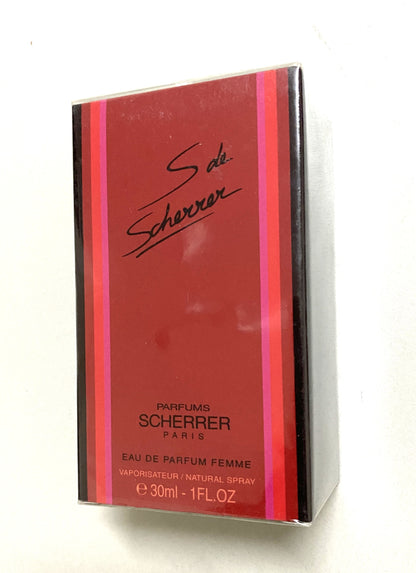 S de
Scherrer
PARFUMS
SCHERRER
PARIS
EAU DE PARFUM FEMME
VAPORISATEUR / NATURAL SPRAY
℮ 30ml - 1FL.OZ